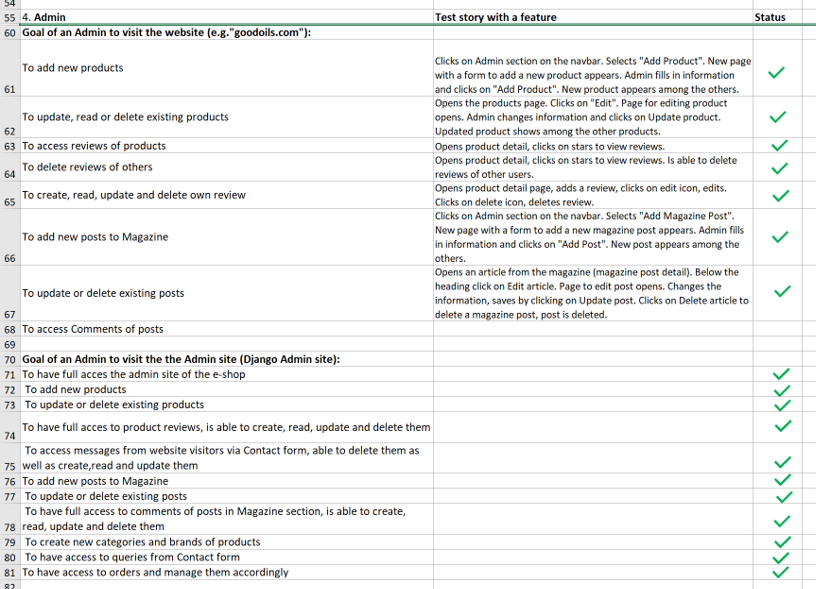 54
55 4. Admin Test story with a feature Status
60 Goal of an Admin to visit the website (e.g."goodoils.com"):
Clicks on Admin section on the navbar. Selects "Add Product". New page
To add new products with a form to add a new product appears. Admin fills in information
61 and clicks on "Add Product". New product appears among the others.
Opens the products page. Clicks on "Edit". Page for editing product
To update, read or delete existing products opens. Admin changes information and clicks on Update product.
62 Updated product shows among the other products.
63 To access reviews of products Opens product detail, clicks on stars to view reviews.
To delete reviews of others Opens product detail, clicks on stars to view reviews. Is able to delete
64 reviews of other users.
To create, read, update and delete own review Opens product detail page, adds a review, clicks on edit icon, edits.
65 Clicks on delete icon, deletes review.
Clicks on Admin section on the navbar. Selects "Add Magazine Post".
To add new posts to Magazine New page with a form to add a new magazine post appears. Admin fills
in information and clicks on "Add Post". New post appears among the
66 others.
Opens an article from the magazine (magazine post detail). Below the
To update or delete existing posts heading click on Edit article. Page to edit post opens. Changes the
information, saves by clicking on Update post. Clicks on Delete article to
67 delete a magazine post, post is deleted.
68 To access Comments of posts
69
70 Goal of an Admin to visit the the Admin site (Django Admin site):
71 To have full acces the admin site of the e-shop
72 To add new products
73 To update or delete existing products
74 To have full acces to product reviews, is able to create, read, update and delete them
To access messages from website visitors via Contact form, able to delete them as
75 well as create,read and update them
76 To add new posts to Magazine
77 To update or delete existing posts
To have full access to comments of posts in Magazine section, is able to create,
78 read, update and delete them
79 To create new categories and brands of products
80 To have access to queries from Contact form
81 To have access to orders and manage them accordingly
82